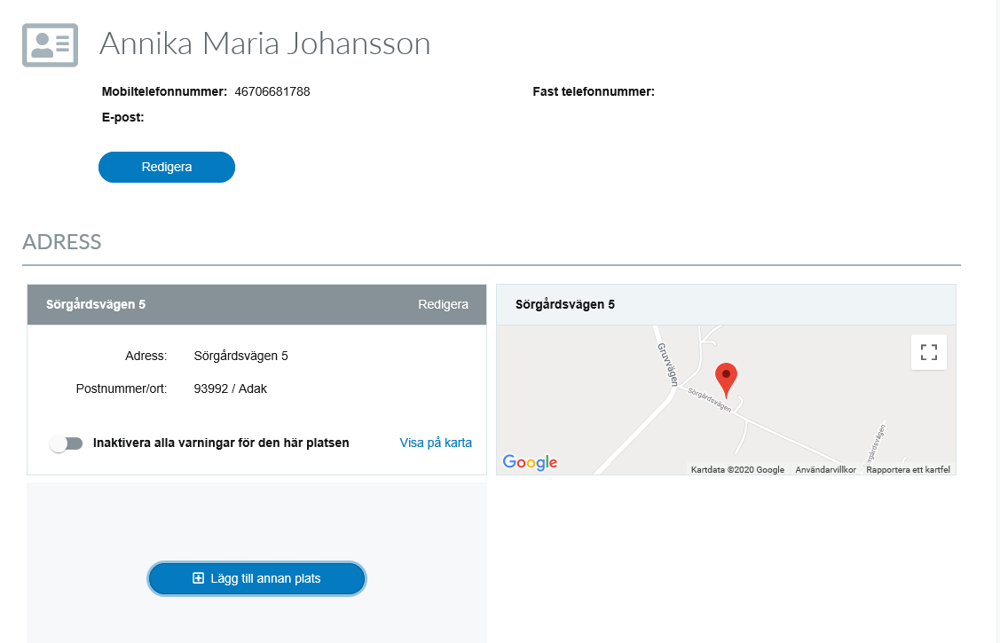 Annika Maria Johansson
Mobiltelefonnummer: 46706681788
Fast telefonnummer:
E-post:
Redigera
ADRESS
Sörgårdsvägen 5 Redigera
Adress: Sörgårdsvägen 5
Postnummer/ort: 93992 / Adak
Inaktivera alla varningar för den här platsen Visa på karta
Sörgårdsvägen 5
Gruvvägen
Sörgårdsvägen
Sörgårdsvägen
Google
Kartdata ©2020 Google Användarvillkor Rapportera ett kartfel
Lägg till annan plats